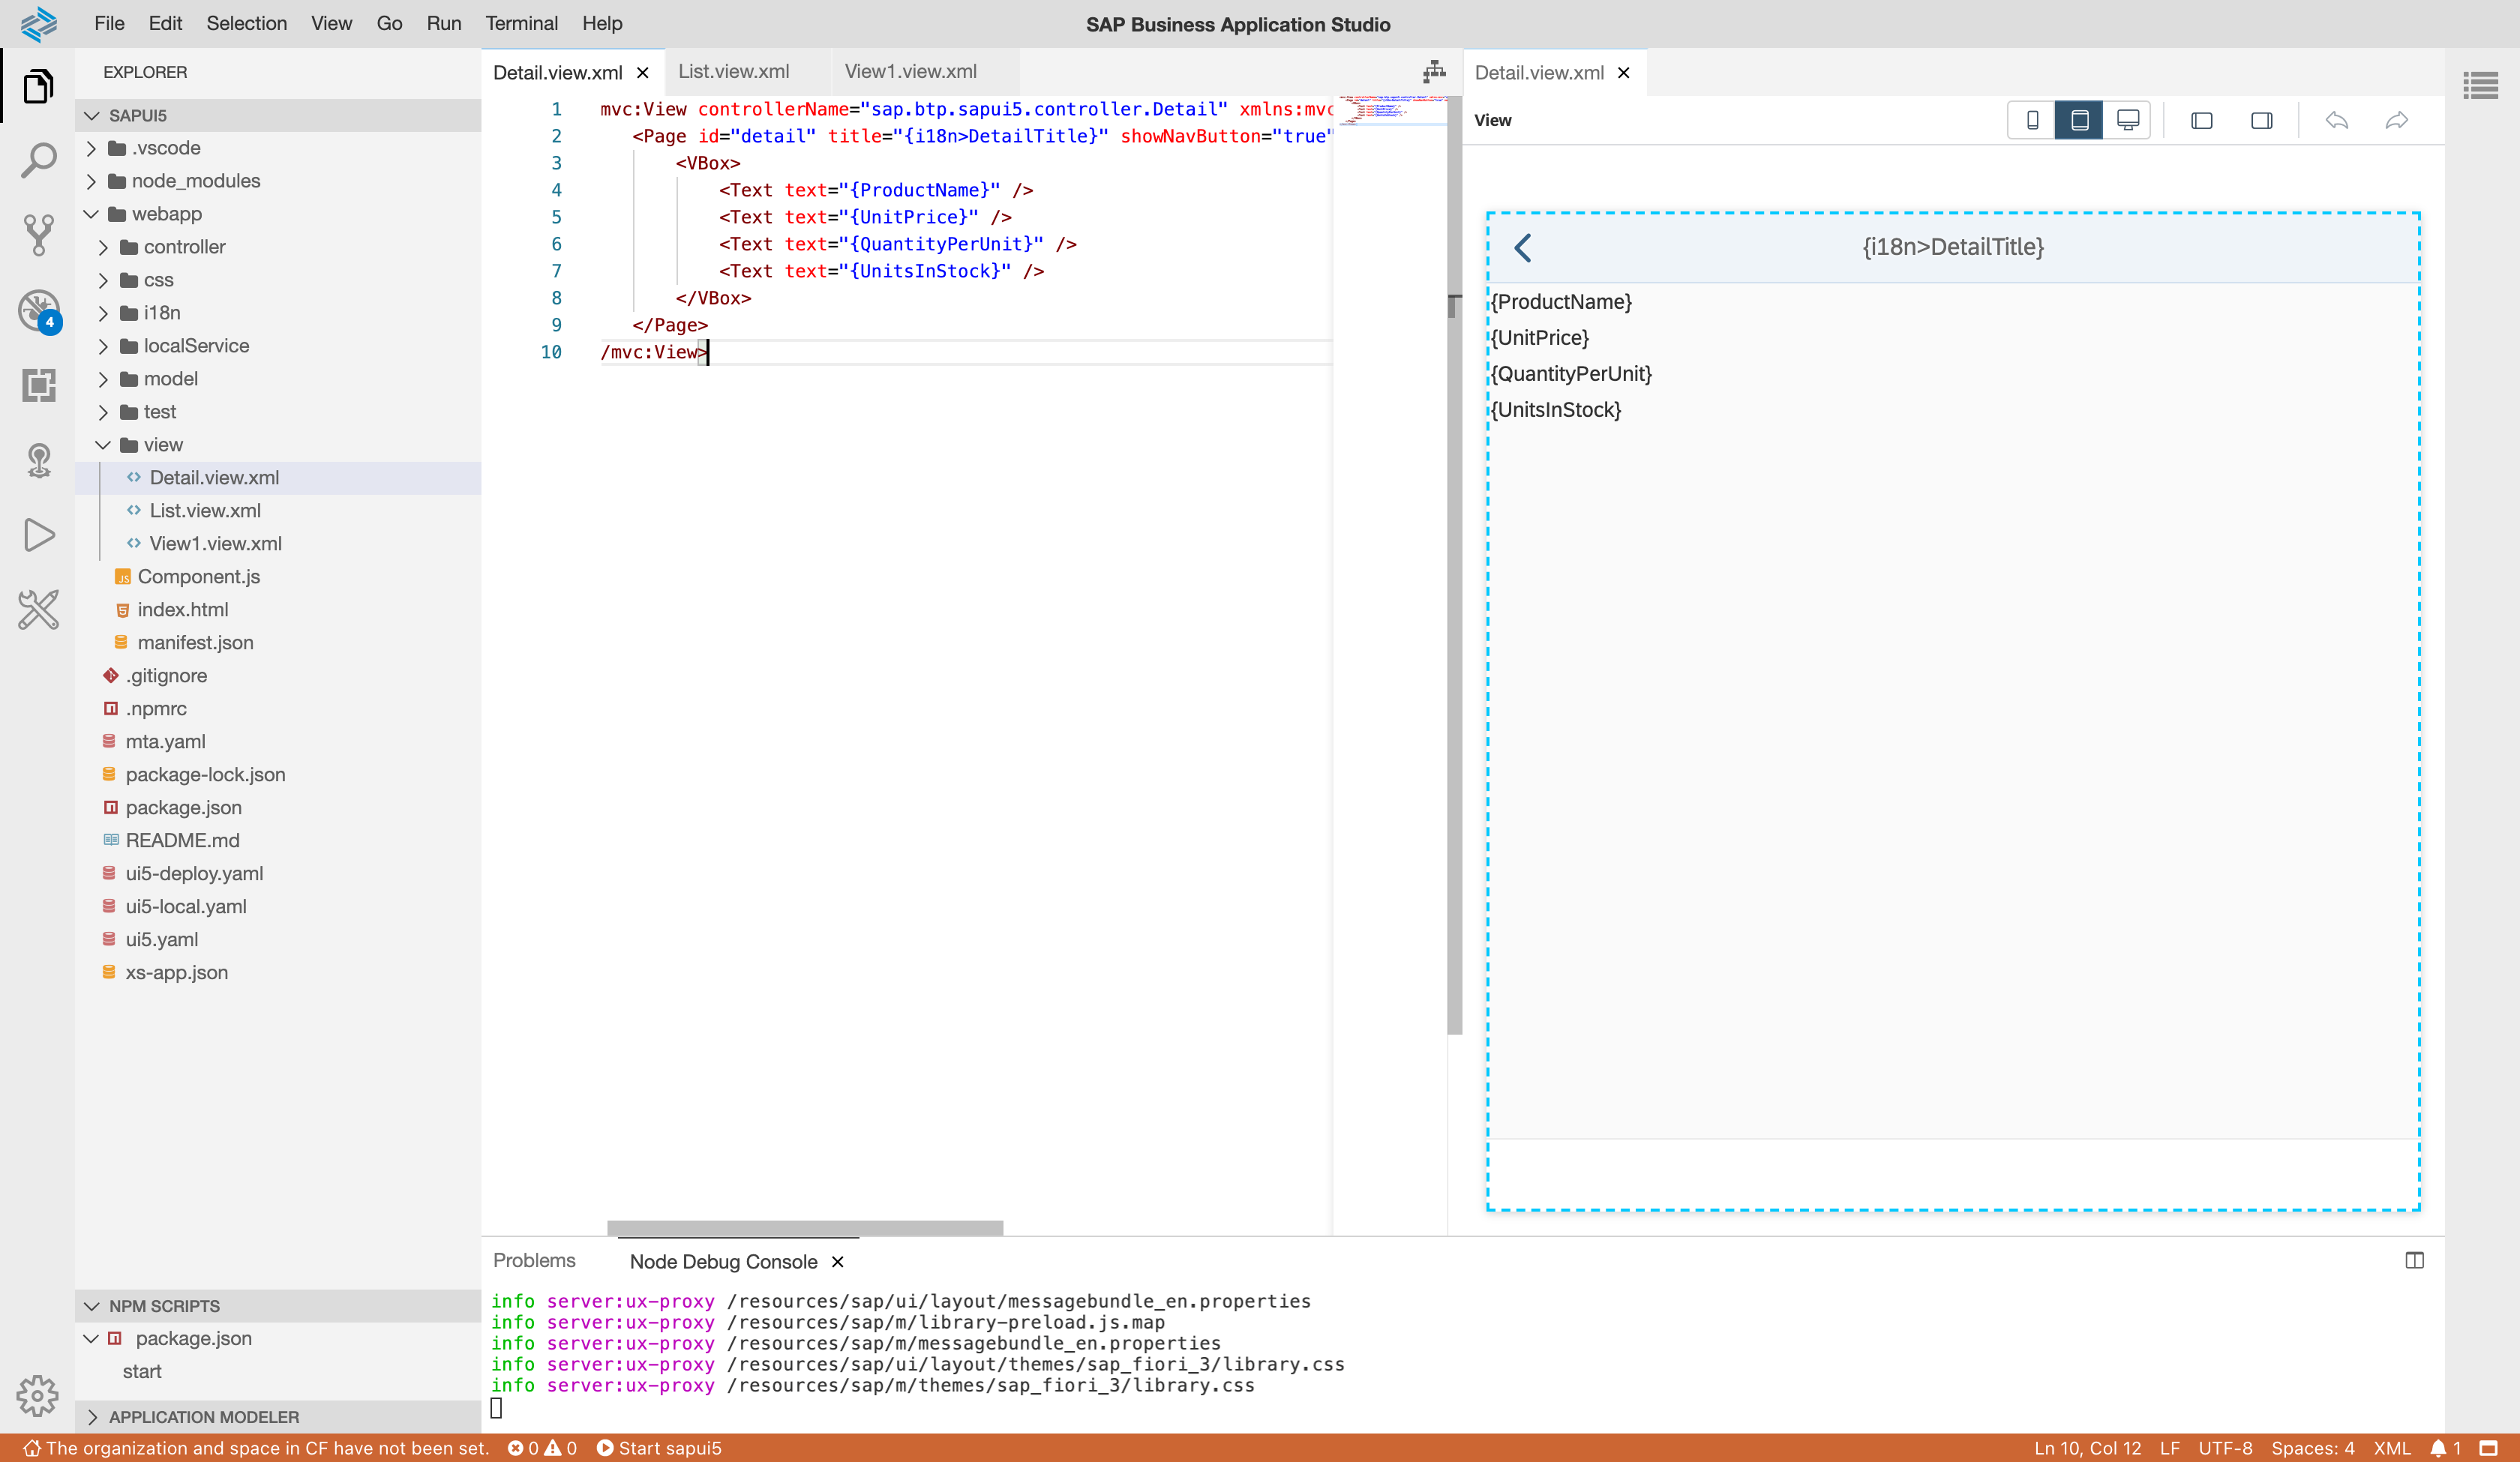 File Edit Selection View Go Run Terminal Help
SAP Business Application Studio
EXPLORER
SAPUI5
.vscode
node_modules
webapp
controller
css
i18n
localService
model
test
view
Detail.view.xml
List.view.xml
View1.view.xml
Component.js
index.html
manifest.json
.gitignore
.npmrc
mta.yaml
package-lock.json
package.json
README.md
ui5-deploy.yaml
ui5-local.yaml
ui5.yaml
xs-app.json
NPM SCRIPTS
package.json
start
APPLICATION MODELER
4
Detail.view.xml List.view.xml View1.view.xml
1 mvc:View controllerName="sap.btp.sapui5.controller.Detail" xmlns:mvc
2 <Page id="detail" title="{i18n>DetailTitle}" showNavButton="true"
3 <VBox>
4 <Text text="{ProductName}" />
5 <Text text="{UnitPrice}" />
6 <Text text="{QuantityPerUnit}" />
7 <Text text="{UnitsInStock}" />
8 </VBox>
9 </Page>
10 /mvc:View>
Detail.view.xml
View
{i18n>DetailTitle}
{ProductName}
{UnitPrice}
{QuantityPerUnit}
{UnitsInStock}
Problems Node Debug Console
info server:ux-proxy /resources/sap/ui/layout/messagebundle_en.properties
info server:ux-proxy /resources/sap/m/library-preload.js.map
info server:ux-proxy /resources/sap/m/messagebundle_en.properties
info server:ux-proxy /resources/sap/ui/layout/themes/sap_fiori_3/library.css
info server:ux-proxy /resources/sap/m/themes/sap_fiori_3/library.css
The organization and space in CF have not been set. 0 0 Start sapui5
Ln 10, Col 12 LF UTF-8 Spaces: 4 XML 1